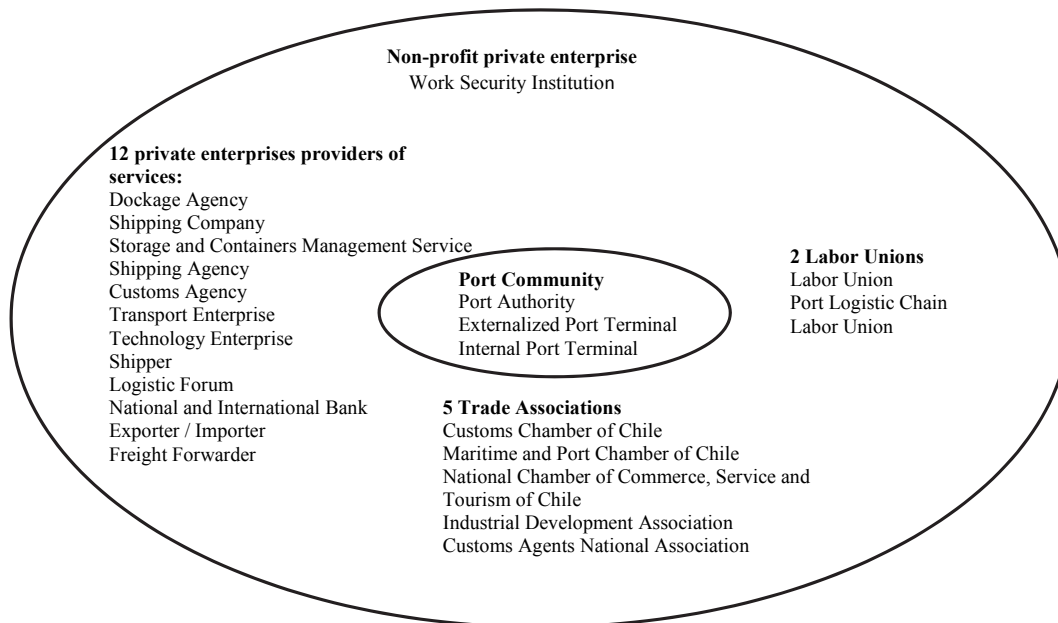 Non-profit private enterprise
Work Security Institution
12 private enterprises providers of
services:
Dockage Agency
Shipping Company
Storage and Containers Management Service
Shipping Agency
Customs Agency
Transport Enterprise
Technology Enterprise
Shipper
Logistic Forum
National and International Bank
Exporter / Importer
Freight Forwarder
Port Community
Port Authority
Externalized Port Terminal
Internal Port Terminal
2 Labor Unions
Labor Union
Port Logistic Chain
Labor Union
5 Trade Associations
Customs Chamber of Chile
Maritime and Port Chamber of Chile
National Chamber of Commerce, Service and
Tourism of Chile
Industrial Development Association
Customs Agents National Association